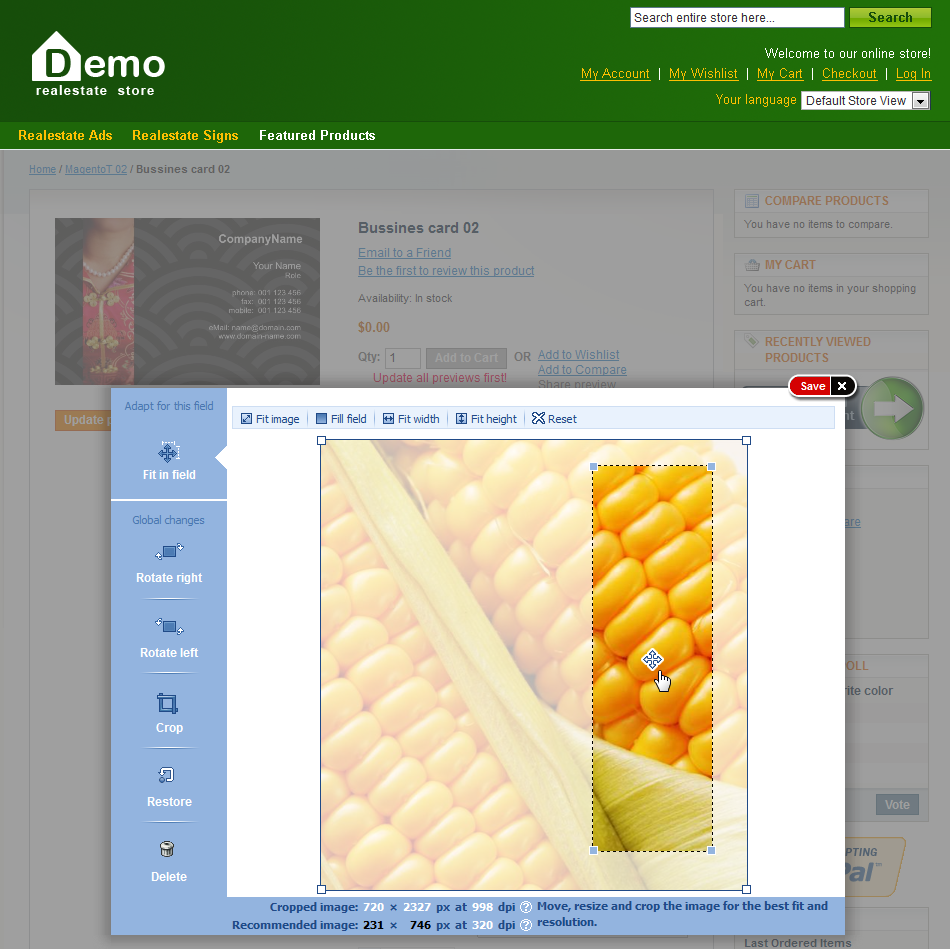 Search entire store here...
Search
Demo
realestate store
Welcome to our online store!
My Account | My Wishlist | My Cart | Checkout | Log In
Your language Default Store View
Realestate Ads Realestate Signs Featured Products
Home / MagentoT 02 / Bussines card 02
CompanyName
Your Name
Role
phone: 001 123 456
fax: 001 123 456
mobile: 001 123 456
eMail: name@domain.com
www.domain-name.com
Bussines card 02
Email to a Friend
Be the first to review this product
Availability: In stock
$0.00
Qty: 1 Add to Cart OR Add to Wishlist
Add to Compare
Update all previews first!
Share preview
Update p
COMPARE PRODUCTS
You have no items to compare.
MY CART
You have no items in your shopping
cart.
RECENTLY VIEWED
PRODUCTS
Save
nt
Adapt for this field
Fit in field
Global changes
Rotate right
Rotate left
Crop
Restore
Delete
Fit image Fill field Fit width Fit height Reset
Cropped image: 720 × 2327 px at 998 dpi ? Move, resize and crop the image for the best fit and
Recommended image: 231 × 746 px at 320 dpi ? resolution.
are
OLL
rite color
Vote
PTING
Pal™
Last Ordered Items